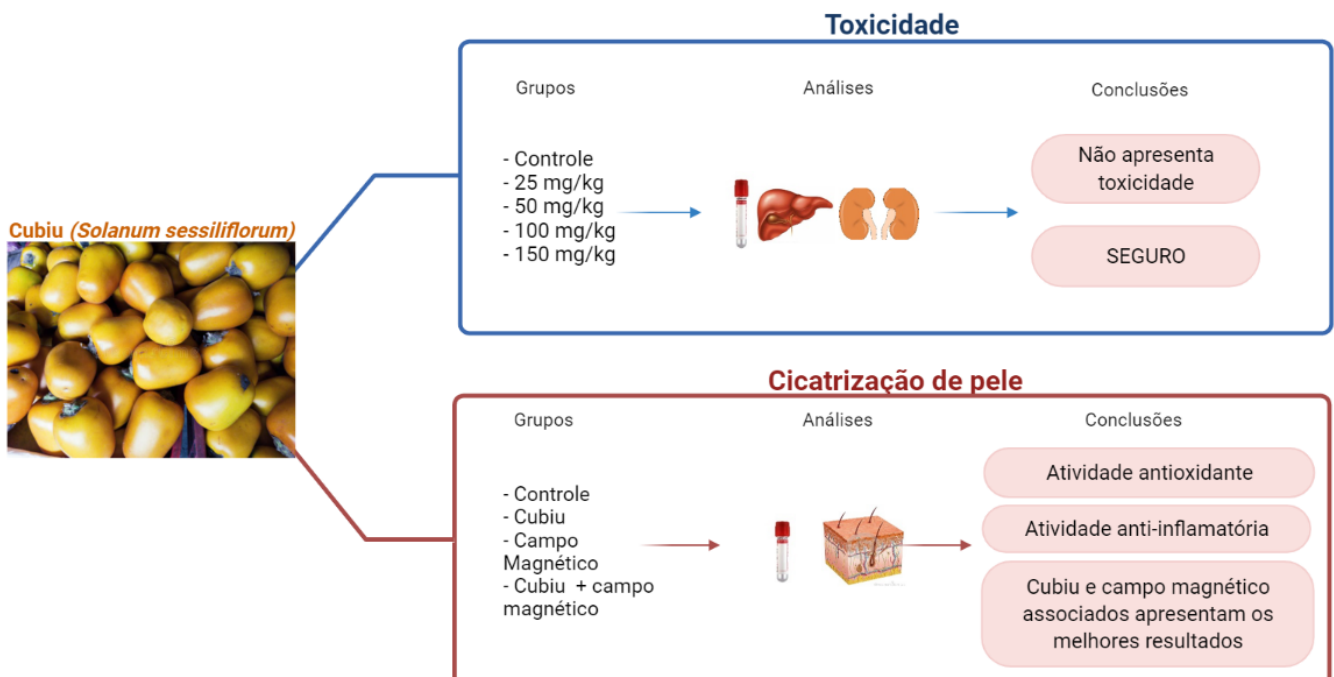 Toxicidade
Grupos
Análises
Conclusões
- Controle
- 25 mg/kg
- 50 mg/kg
- 100 mg/kg
- 150 mg/kg
Não apresenta
toxicidade
SEGURO
Cubiu (Solanum sessiliflorum)
Cicatrização de pele
Grupos
Análises
Conclusões
- Controle
- Cubiu
- Campo
Magnético
- Cubiu + campo
magnético
Atividade antioxidante
Atividade anti-inflamatória
Cubiu e campo magnético
associados apresentam os
melhores resultados